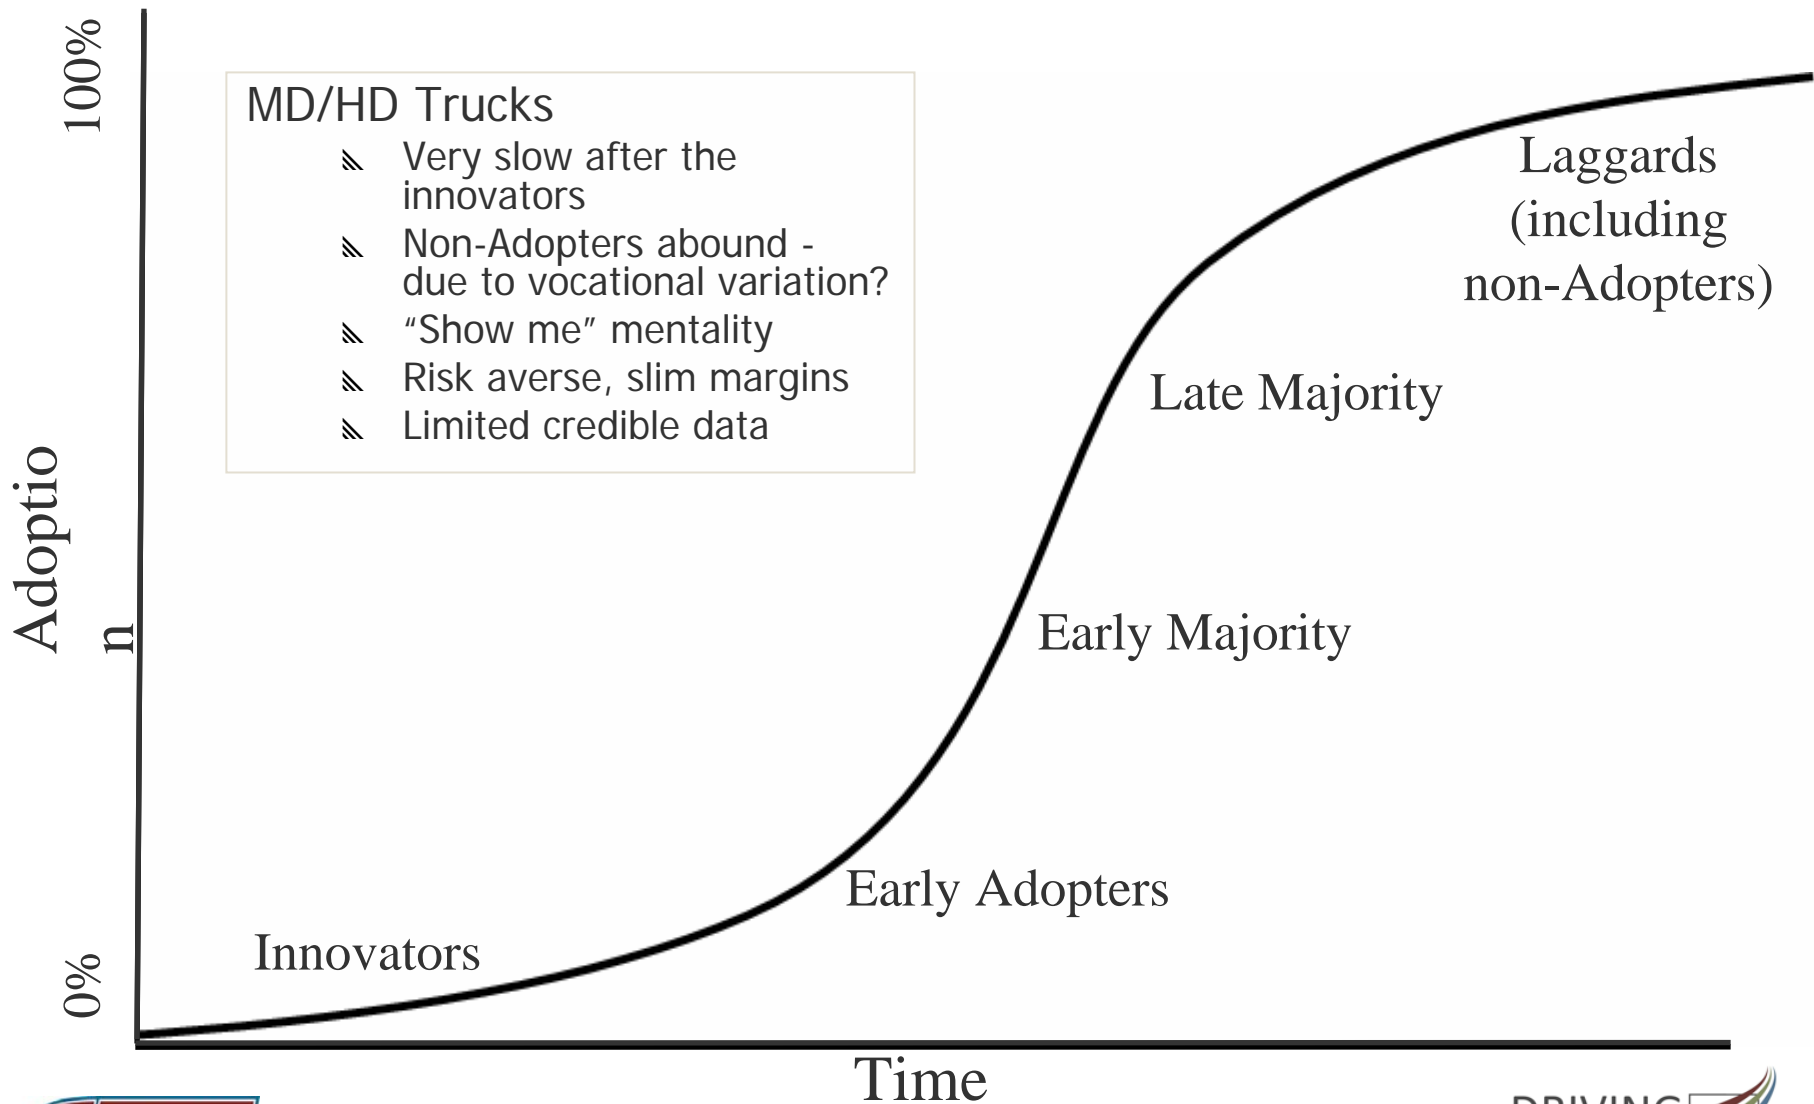 100%
MD/HD Trucks
Very slow after the
innovators
Non-Adopters abound -
due to vocational variation?
“Show me” mentality
Risk averse, slim margins
Limited credible data
Laggards
(including
non-Adopters)
Late Majority
Adoptio
n
Early Majority
Early Adopters
Innovators
0%
Time
DRIVING